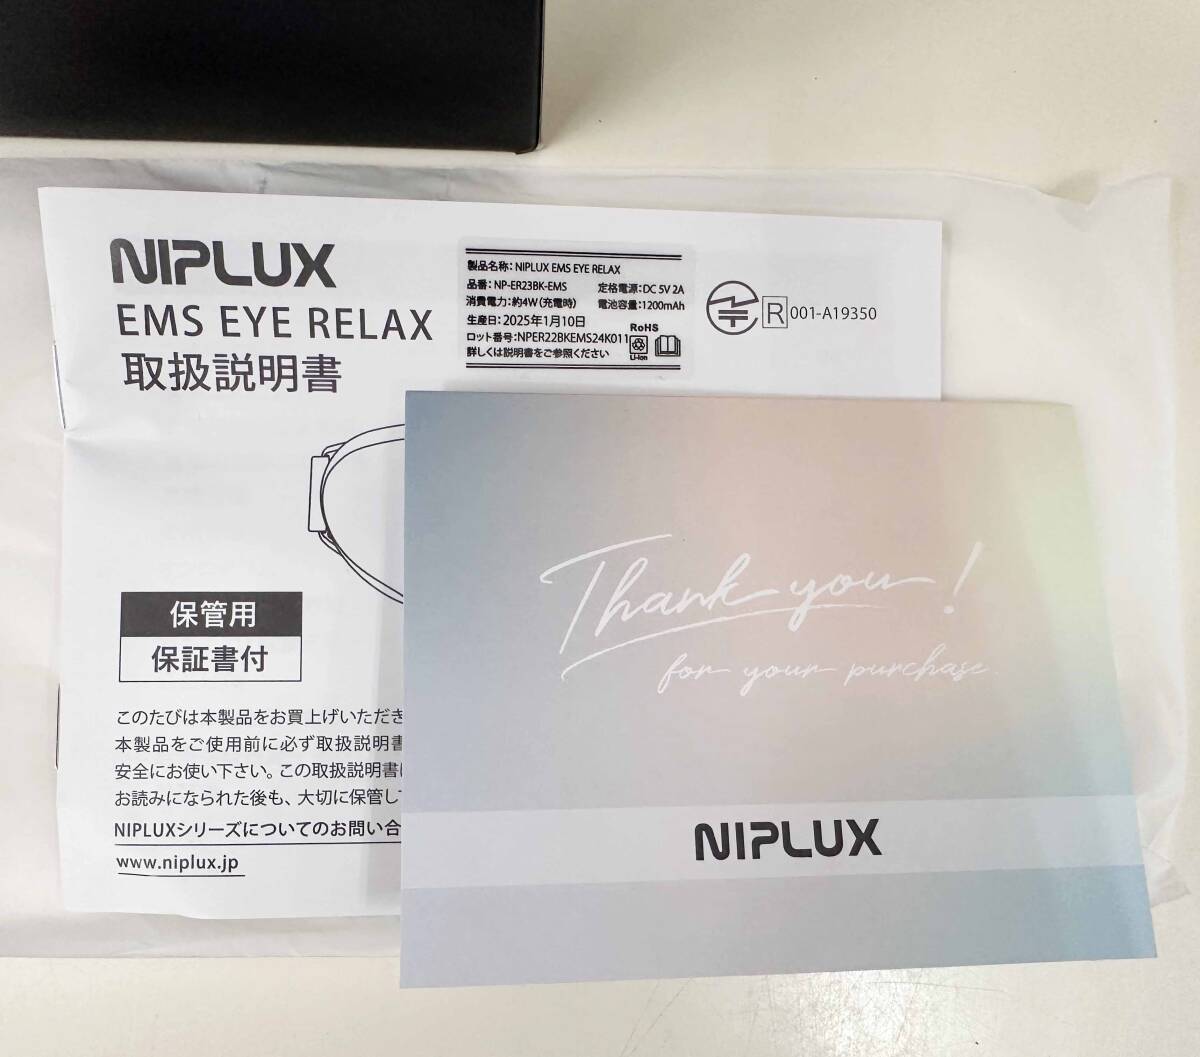 NIPLUX
EMS EYE RELAX
取扱説明書
製品名称：NIPLUX EMS EYE RELAX
品番：NP-ER23BK-EMS 定格電源：DC 5V 2A
消費電力：約4W（充電時） 電池容量：1200mAh
生産日：2025年1月10日
ロット番号：NPER22BKEMS24K011
詳しくは説明書をご参照ください
RoHS
Li-ion
R 001-A19350
保管用
保証書付
このたびは本製品をお買上げいただき
本製品をご使用前に必ず取扱説明書
安全にお使い下さい。この取扱説明書
お読みになられた後も、大切に保管し
NIPLUXシリーズについてのお問い合
www.niplux.jp
Thank you!
for your purchase
NIPLUX